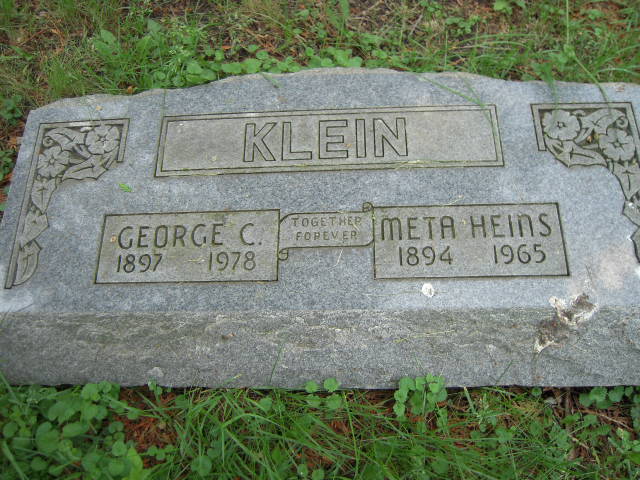 KLEIN
GEORGE C.
1897 1978
TOGETHER
FOREVER
META HEINS
1894 1965